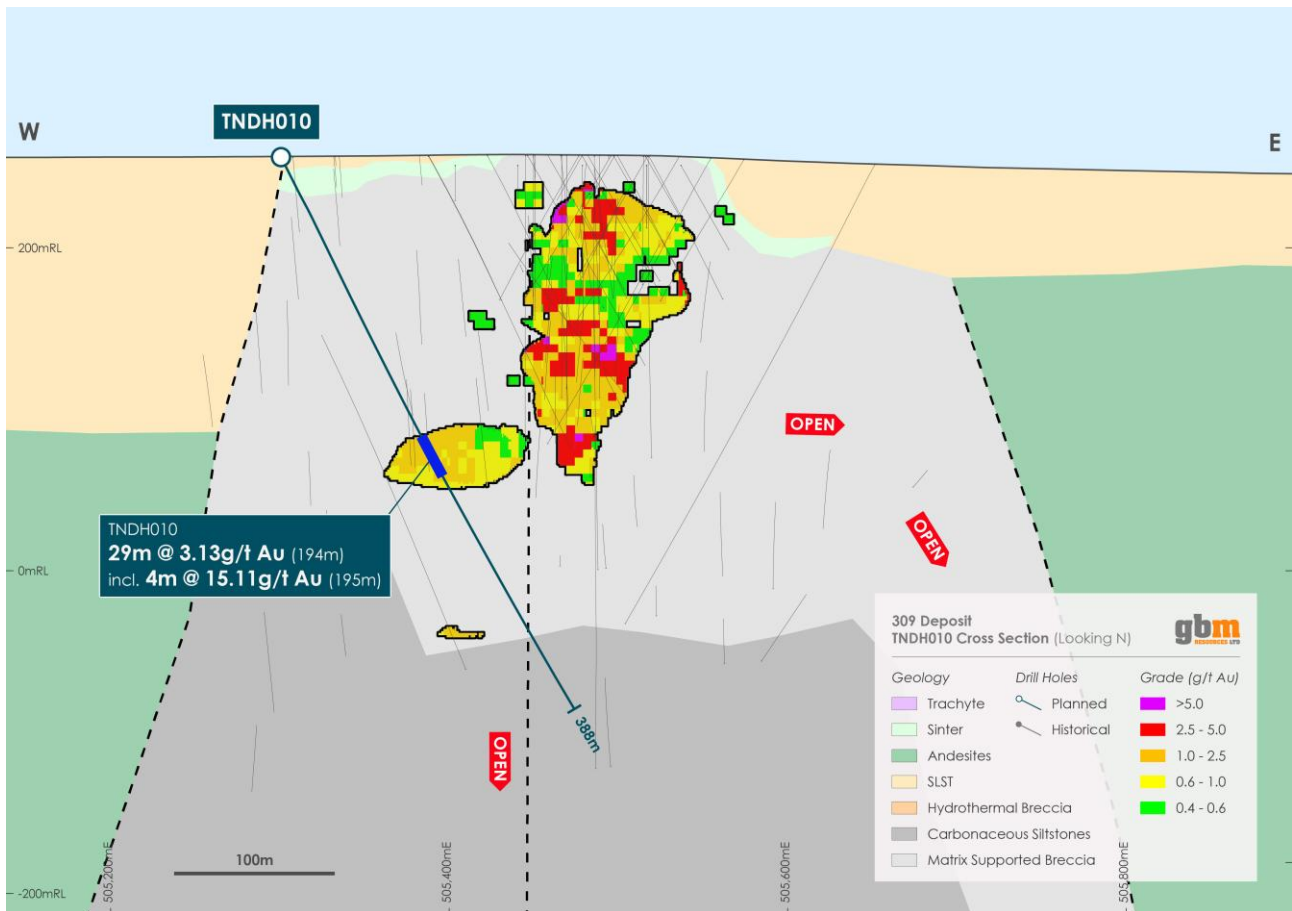 W
TNDH010
E
200mRL
OPEN
OPEN
TNDH010
29m @ 3.13g/t Au (194m)
incl. 4m @ 15.11g/t Au (195m)
0mRL
388m
OPEN
-200mRL
100m
505,200mE
505,400mE
505,600mE
505,800mE
309 Deposit
TNDH010 Cross Section (Looking N)
gbm
RESOURCES LTD
Geology
Trachyte
Sinter
Andesites
SLST
Hydrothermal Breccia
Carbonaceous Siltstones
Matrix Supported Breccia
Drill Holes
Planned
Historical
Grade (g/t Au)
>5.0
2.5 - 5.0
1.0 - 2.5
0.6 - 1.0
0.4 - 0.6